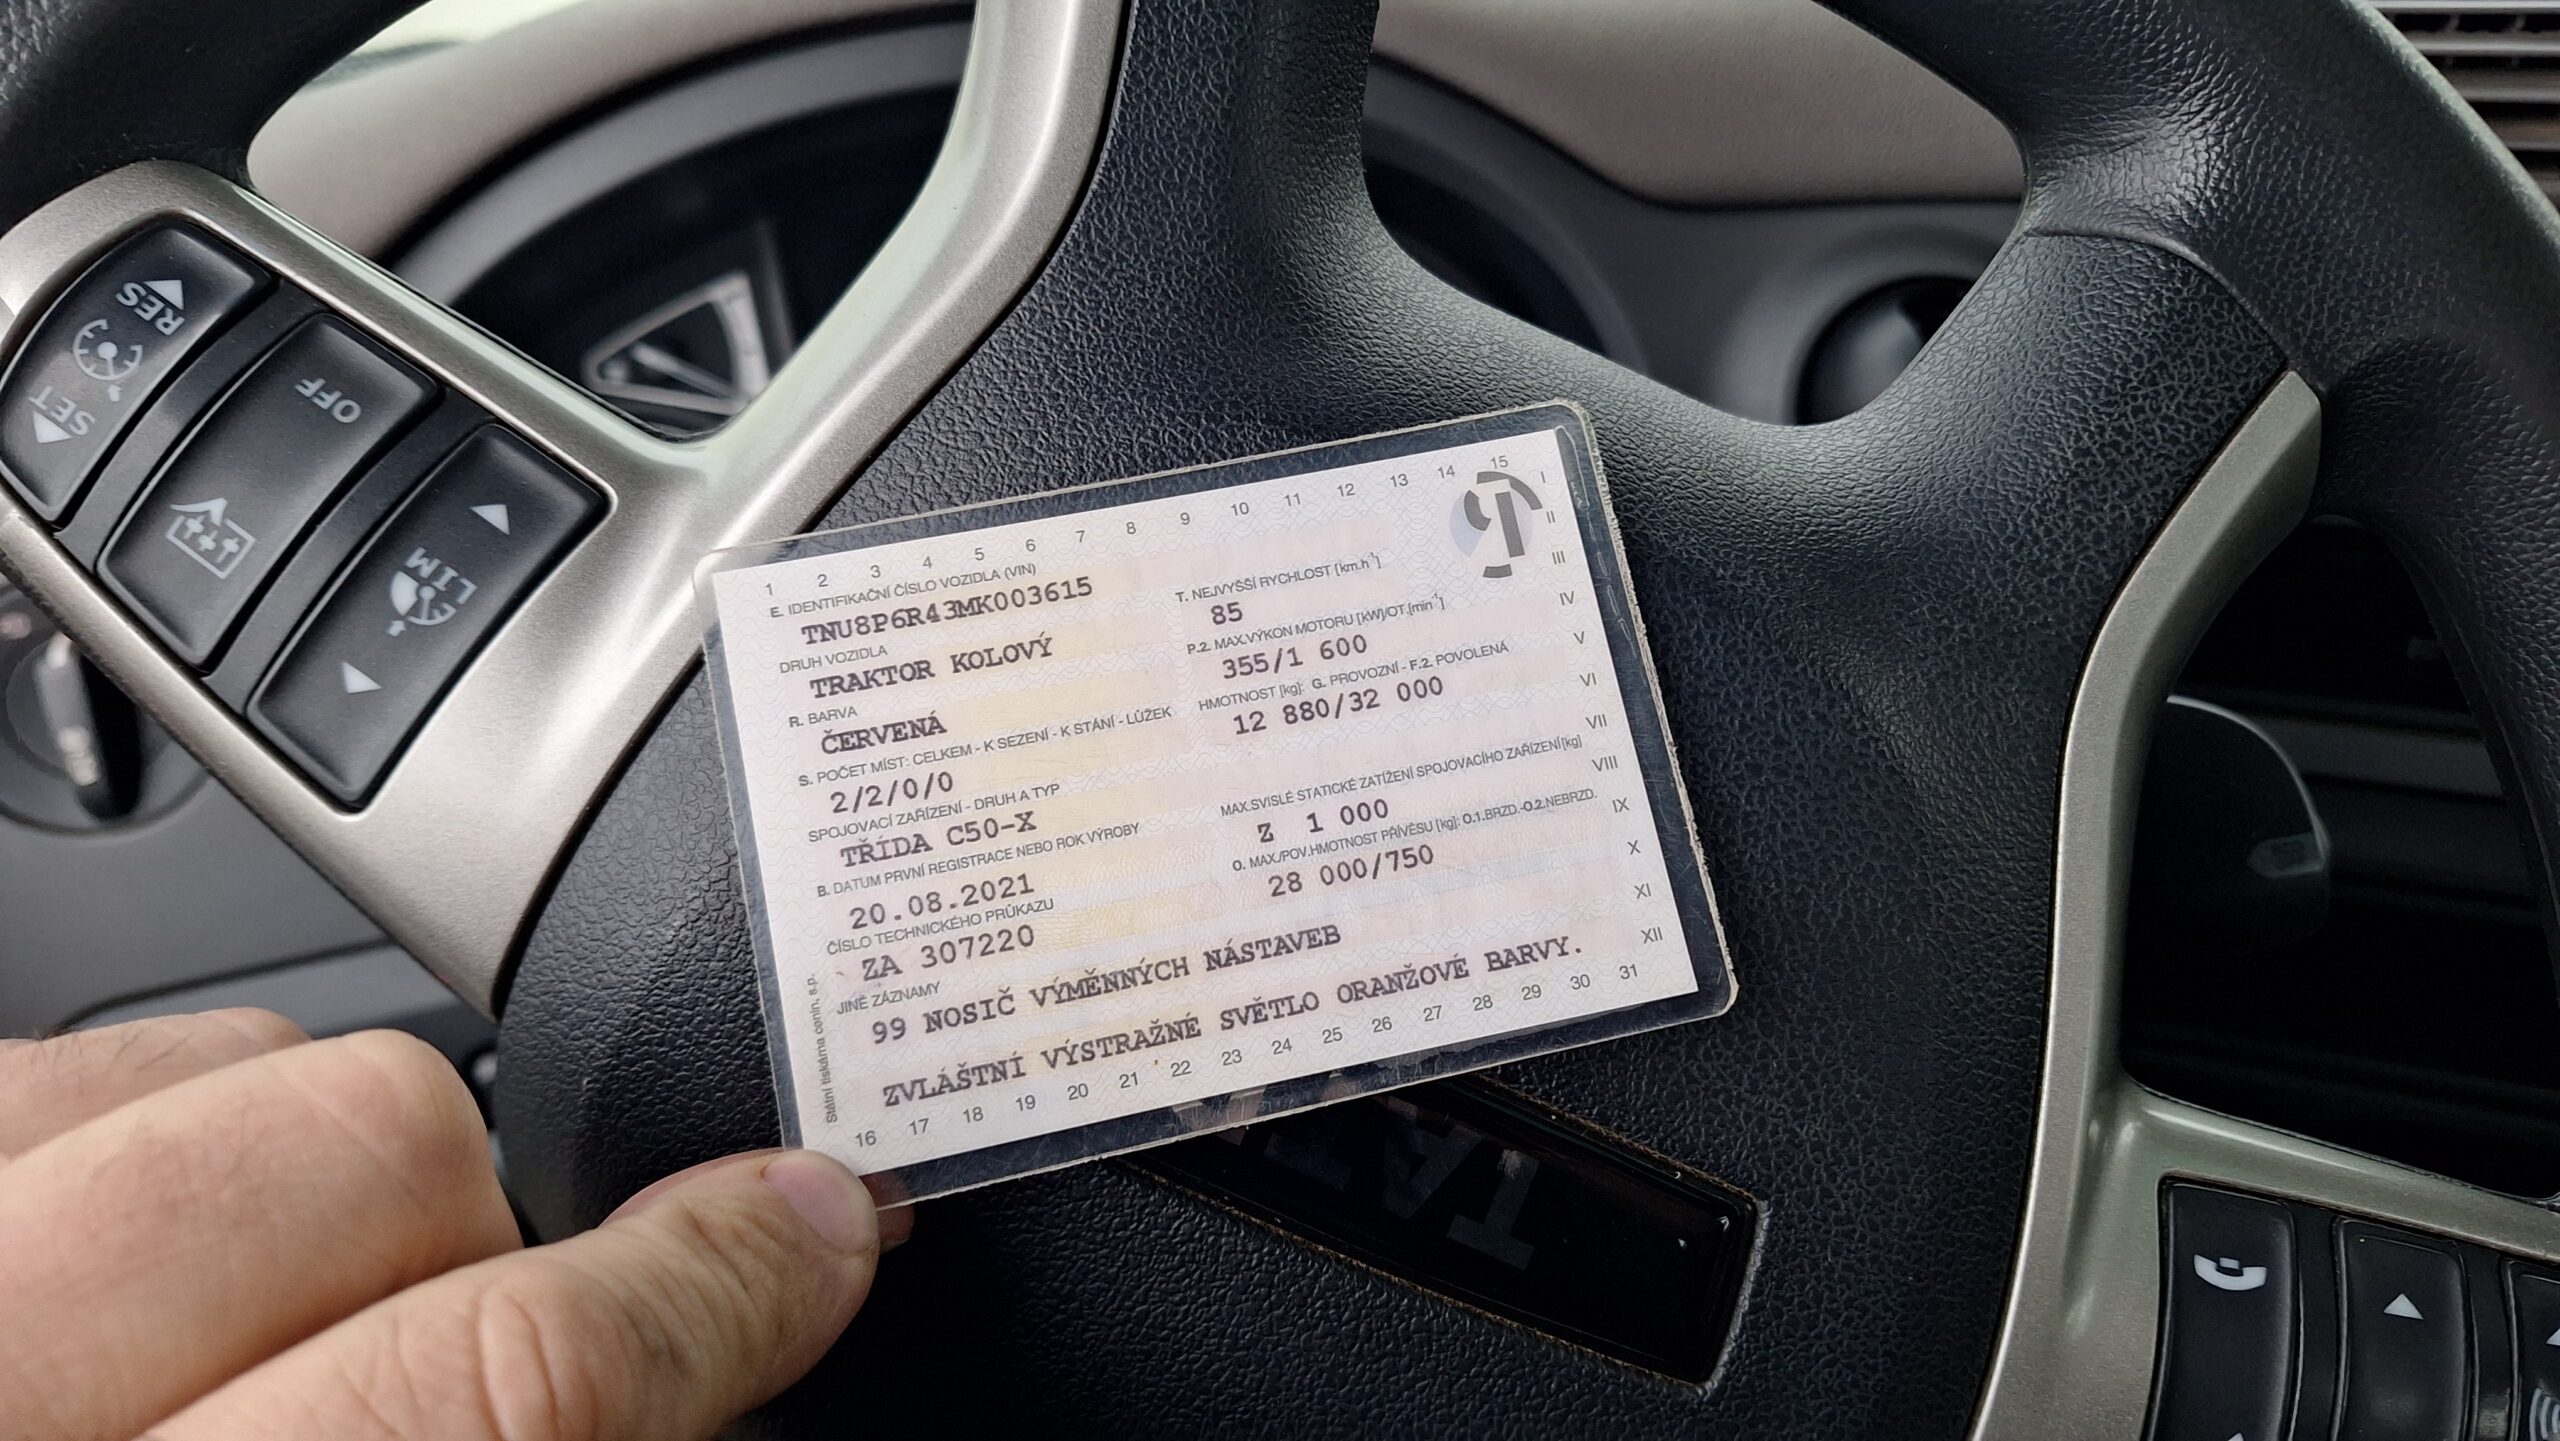 RES
SET
OFF
LIM
1 2 3 4 5 6 7 8 9 10 11 12 13 14 15
I II III IV V VI VII VIII IX X XI XII
E. IDENTIFIKAČNÍ ČÍSLO VOZIDLA (VIN)
TNU8P6R43MK003615
DRUH VOZIDLA
TRAKTOR KOLOVÝ
R. BARVA
ČERVENÁ
S. POČET MÍST: CELKEM - K SEZENÍ - K STÁNÍ - LŮŽEK
2/2/0/0
SPOJOVACÍ ZAŘÍZENÍ - DRUH A TYP
TŘÍDA C50-X
B. DATUM PRVNÍ REGISTRACE NEBO ROK VÝROBY
20.08.2021
ČÍSLO TECHNICKÉHO PRŮKAZU
ZA 307220
T. NEJVYŠŠÍ RYCHLOST [km.h⁻¹]
85
P.2. MAX.VÝKON MOTORU [kW]/OT.[min⁻¹]
355/1 600
HMOTNOST [kg]: G. PROVOZNÍ - F.2. POVOLENÁ
12 880/32 000
MAX.SVISLÉ STATICKÉ ZATÍŽENÍ SPOJOVACÍHO ZAŘÍZENÍ[kg]
Z 1 000
O. MAX./POV.HMOTNOST PŘÍVĚSU [kg]: O.1.BRZD.-O.2.NEBRZD.
28 000/750
JINÉ ZÁZNAMY
99 NOSIČ VÝMĚNNÝCH NÁSTAVEB
ZVLÁŠTNÍ VÝSTRAŽNÉ SVĚTLO ORANŽOVÉ BARVY.
16 17 18 19 20 21 22 23 24 25 26 27 28 29 30 31
Státní tiskárna cenin, s.p.